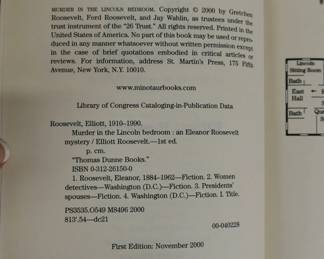 MURDER IN THE LINCOLN BEDROOM. Copyright © 2000 by Gretchen
Roosevelt, Ford Roosevelt, and Jay Wahlin, as trustees under the
trust instrument of the "26 Trust." All rights reserved. Printed in the
United States of America. No part of this book may be used or repro-
duced in any manner whatsoever without written permission except
in the case of brief quotations embodied in critical articles or
reviews. For information, address St. Martin's Press, 175 Fifth
Avenue, New York, N.Y. 10010.
www.minotaurbooks.com
Library of Congress Cataloging-in-Publication Data
Roosevelt, Elliott, 1910–1990.
Murder in the Lincoln bedroom : an Eleanor Roosevelt
mystery / Elliott Roosevelt.—1st ed.
p. cm.
"Thomas Dunne Books."
ISBN 0-312-26150-0
1. Roosevelt, Eleanor, 1884–1962—Fiction. 2. Women
detectives—Washington (D.C.)—Fiction. 3. Presidents'
spouses—Fiction. 4. Washington (D.C.)—Fiction. I. Title.
PS3535.O549 M8496 2000
813'.54—dc21
00-040228
First Edition: November 2000
Lincoln
Sitting Room
Bath
East
Hall
Bath